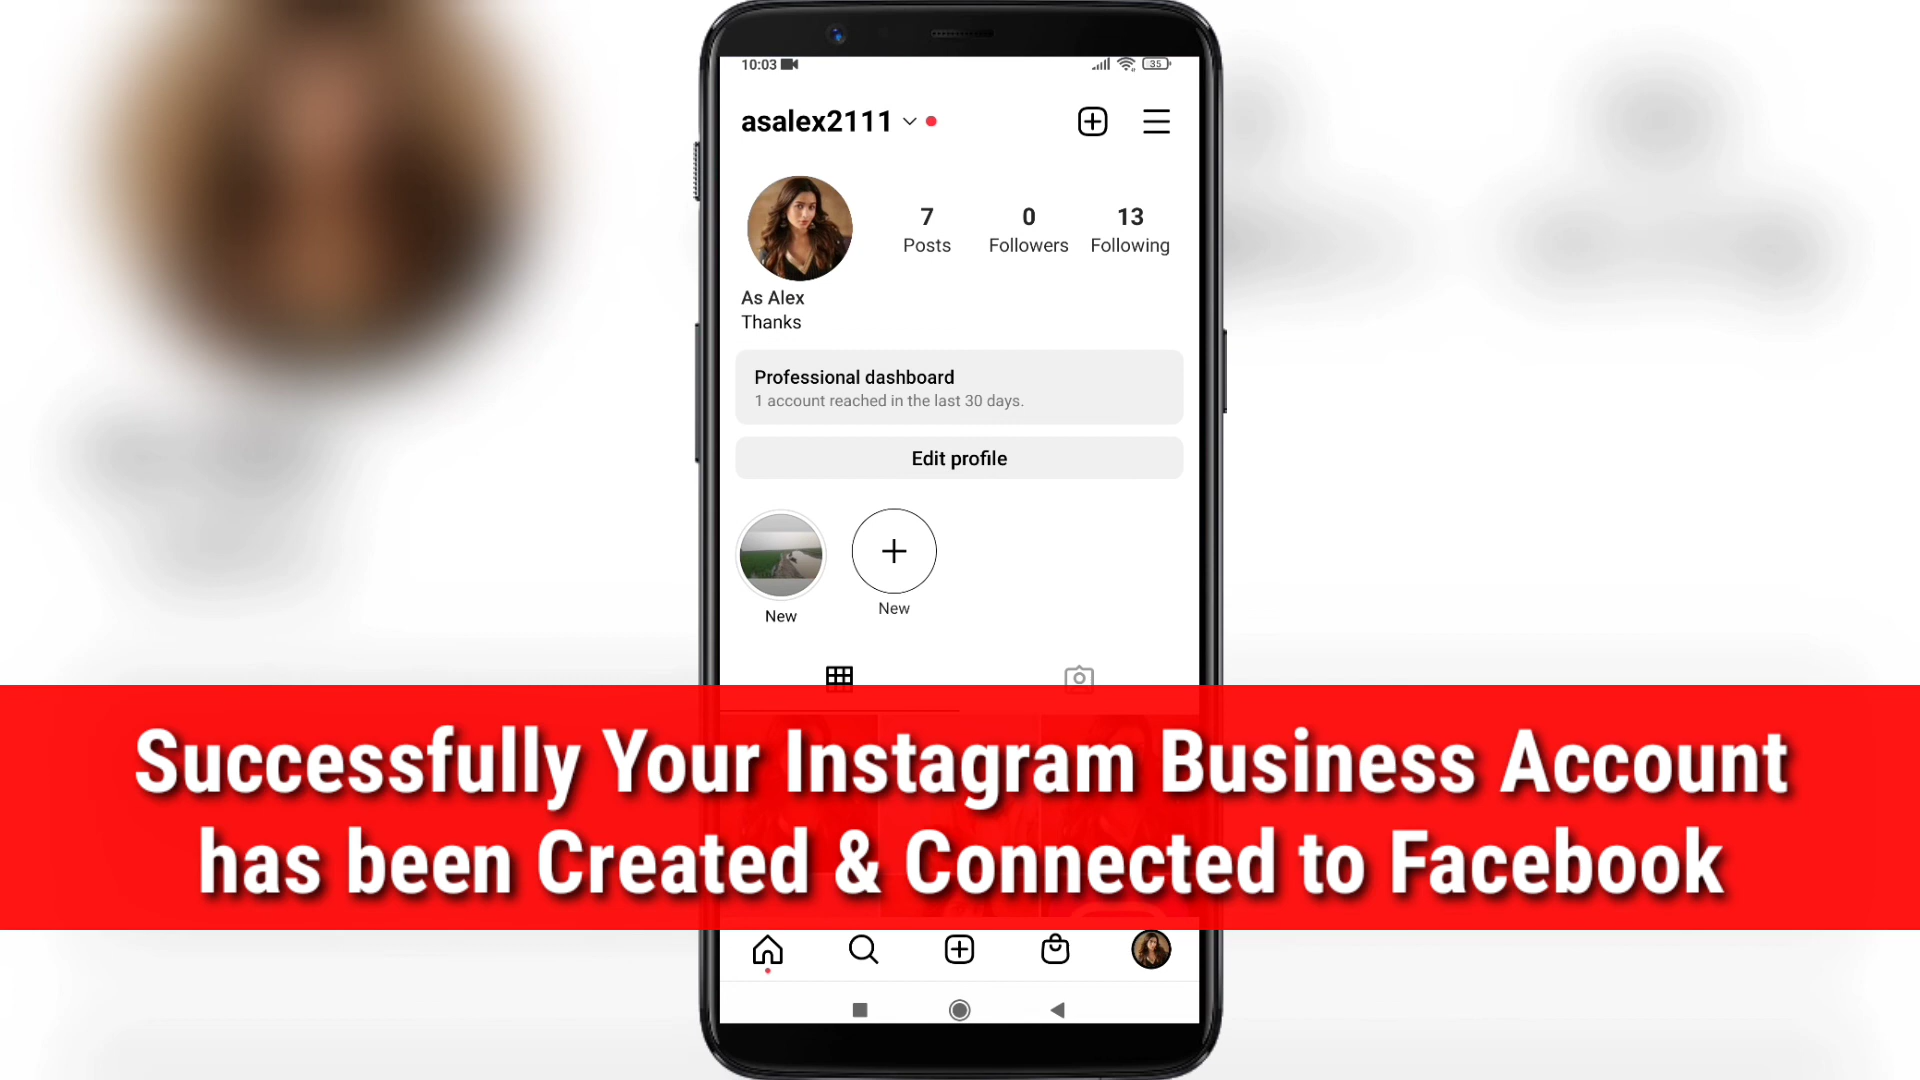 10:03
35
asalex2111
7 0 13
Posts Followers Following
As Alex
Thanks
Professional dashboard
1 account reached in the last 30 days.
Edit profile
New New
Successfully Your Instagram Business Account
has been Created & Connected to Facebook